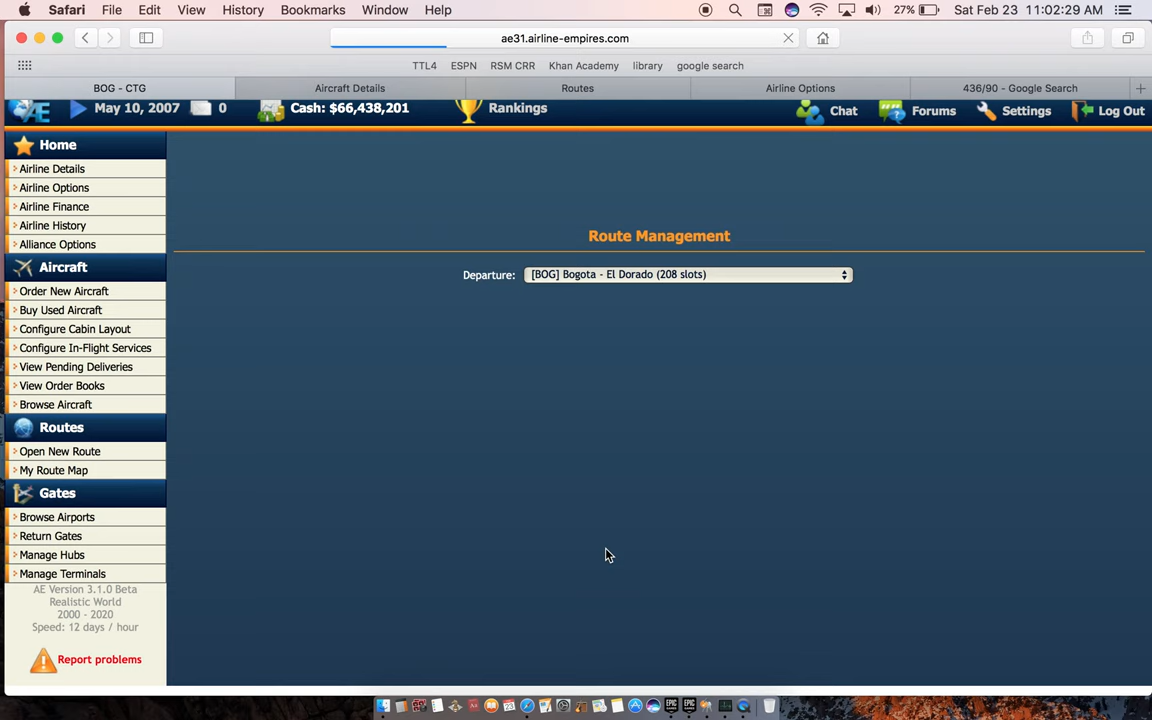 Safari File Edit View History Bookmarks Window Help 27% Sat Feb 23 11:02:29 AM
ae31.airline-empires.com
TTL4 ESPN RSM CRR Khan Academy library google search
BOG - CTG Aircraft Details Routes Airline Options 436/90 - Google Search
AE May 10, 2007 0 Cash: $66,438,201 Rankings Chat Forums Settings Log Out
Home
Airline Details
Airline Options
Airline Finance
Airline History
Alliance Options
Aircraft
Order New Aircraft
Buy Used Aircraft
Configure Cabin Layout
Configure In-Flight Services
View Pending Deliveries
View Order Books
Browse Aircraft
Routes
Open New Route
My Route Map
Gates
Browse Airports
Return Gates
Manage Hubs
Manage Terminals
AE Version 3.1.0 Beta
Realistic World
2000 - 2020
Speed: 12 days / hour
Report problems
Route Management
Departure: [BOG] Bogota - El Dorado (208 slots)